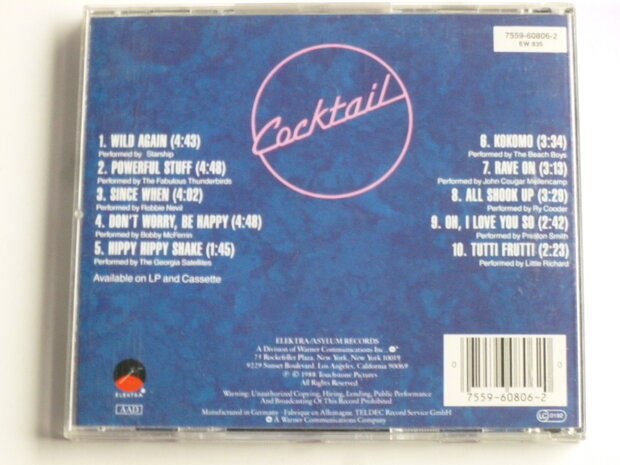 7559-60806-2
EW 835
Cocktail
1. WILD AGAIN (4:43)
Performed by Starship
2. POWERFUL STUFF (4:48)
Performed by The Fabulous Thunderbirds
3. SINCE WHEN (4:02)
Performed by Robbie Nevil
4. DON'T WORRY, BE HAPPY (4:48)
Performed by Bobby McFerrin
5. HIPPY HIPPY SHAKE (1:45)
Performed by The Georgia Satellites
Available on LP and Cassette
6. KOKOMO (3:34)
Performed by The Beach Boys
7. RAVE ON (3:13)
Performed by John Cougar Mellencamp
8. ALL SHOOK UP (3:29)
Performed by Ry Cooder
9. OH, I LOVE YOU SO (2:42)
Performed by Preston Smith
10. TUTTI FRUTTI (2:23)
Performed by Little Richard
ELEKTRA/ASYLUM RECORDS
A Division of Warner Communications Inc.
75 Rockefeller Plaza, New York, New York 10019
9229 Sunset Boulevard, Los Angeles, California 90069
℗ © 1988 Touchstone Pictures
All Rights Reserved
Warning: Unauthorized Copying, Hiring, Lending, Public Performance
And Broadcasting Of This Record Prohibited
Manufactured in Germany · Fabriqué en Allemagne TELDEC Record Service GmbH
A Warner Communications Company
ELEKTRA
AAD
0
0
7559-60806-2
LC 0192